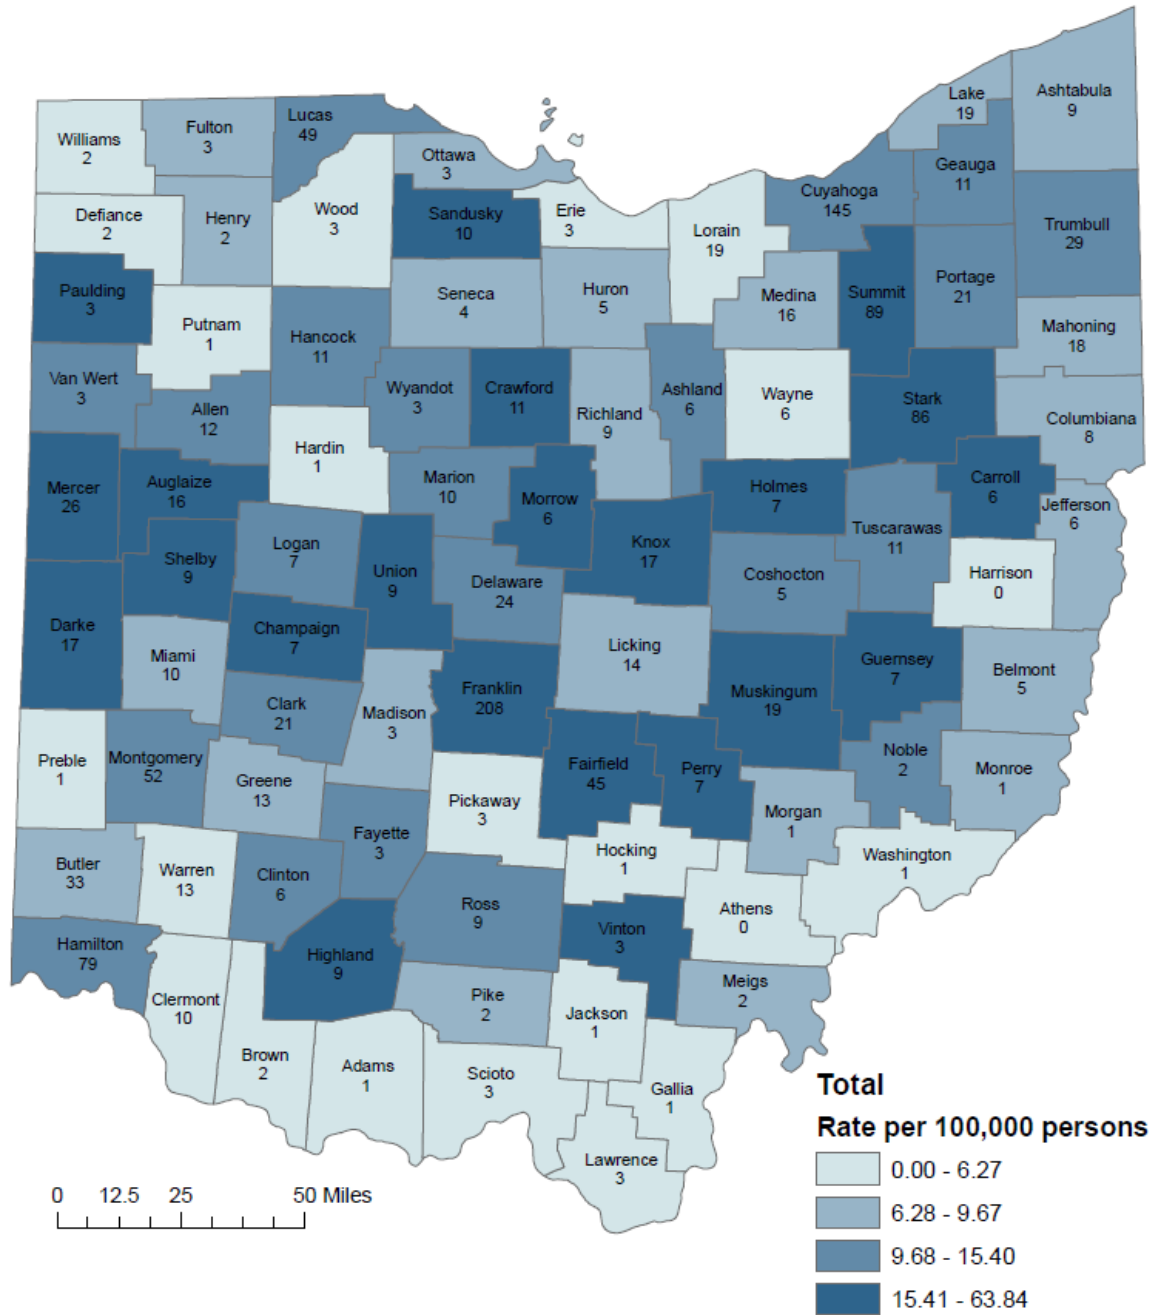 Williams
2
Fulton
3
Lucas
49
Ottawa
3
Lake
19
Ashtabula
9
Geauga
11
Cuyahoga
145
Defiance
2
Henry
2
Wood
3
Sandusky
10
Erie
3
Lorain
19
Trumbull
29
Paulding
3
Putnam
1
Hancock
11
Seneca
4
Huron
5
Medina
16
Summit
89
Portage
21
Mahoning
18
Van Wert
3
Allen
12
Wyandot
3
Crawford
11
Richland
9
Ashland
6
Wayne
6
Stark
86
Columbiana
8
Hardin
1
Mercer
26
Auglaize
16
Marion
10
Morrow
6
Holmes
7
Carroll
6
Jefferson
6
Tuscarawas
11
Knox
17
Logan
7
Shelby
9
Union
9
Delaware
24
Coshocton
5
Harrison
0
Darke
17
Champaign
7
Miami
10
Licking
14
Guernsey
7
Belmont
5
Franklin
208
Muskingum
19
Clark
21
Madison
3
Preble
1
Montgomery
52
Greene
13
Fairfield
45
Perry
7
Noble
2
Monroe
1
Pickaway
3
Morgan
1
Fayette
3
Hocking
1
Washington
1
Butler
33
Warren
13
Clinton
6
Ross
9
Athens
0
Hamilton
79
Highland
9
Vinton
3
Clermont
10
Pike
2
Jackson
1
Meigs
2
Brown
2
Adams
1
Scioto
3
Gallia
1
Lawrence
3
0 12.5 25 50 Miles
Total
Rate per 100,000 persons
0.00 - 6.27
6.28 - 9.67
9.68 - 15.40
15.41 - 63.84